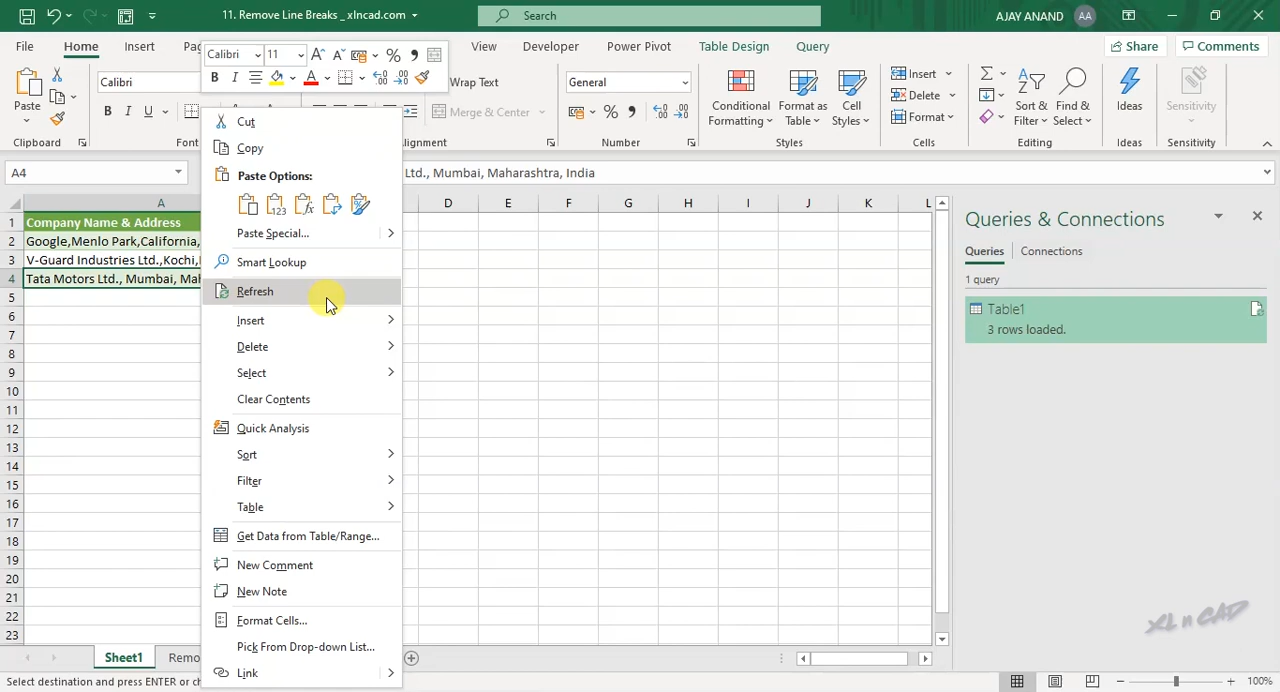 11. Remove Line Breaks _ xlncad.com
Search
AJAY ANAND
AA
File
Home
Insert
View
Developer
Power Pivot
Table Design
Query
Share
Comments
Calibri
11
Paste
Calibri
B I U
Wrap Text
Merge & Center
General
Conditional Formatting
Format as Table
Cell Styles
Insert
Delete
Format
Sort & Filter
Find & Select
Ideas
Sensitivity
Clipboard
Font
Alignment
Number
Styles
Cells
Editing
Ideas
Sensitivity
A4
Ltd., Mumbai, Maharashtra, India
A D E F G H I J K L
1 Company Name & Address
2 Google,Menlo Park,California,
3 V-Guard Industries Ltd.,Kochi,
4 Tata Motors Ltd., Mumbai, Mah
5
6
7
8
9
10
11
12
13
14
15
16
17
18
19
20
21
22
23
Cut
Copy
Paste Options:
Paste Special...
Smart Lookup
Refresh
Insert
Delete
Select
Clear Contents
Quick Analysis
Sort
Filter
Table
Get Data from Table/Range...
New Comment
New Note
Format Cells...
Pick From Drop-down List...
Link
Queries & Connections
Queries
Connections
1 query
Table1
3 rows loaded.
XL n CAD
Sheet1
Remo
Select destination and press ENTER or ch
100%